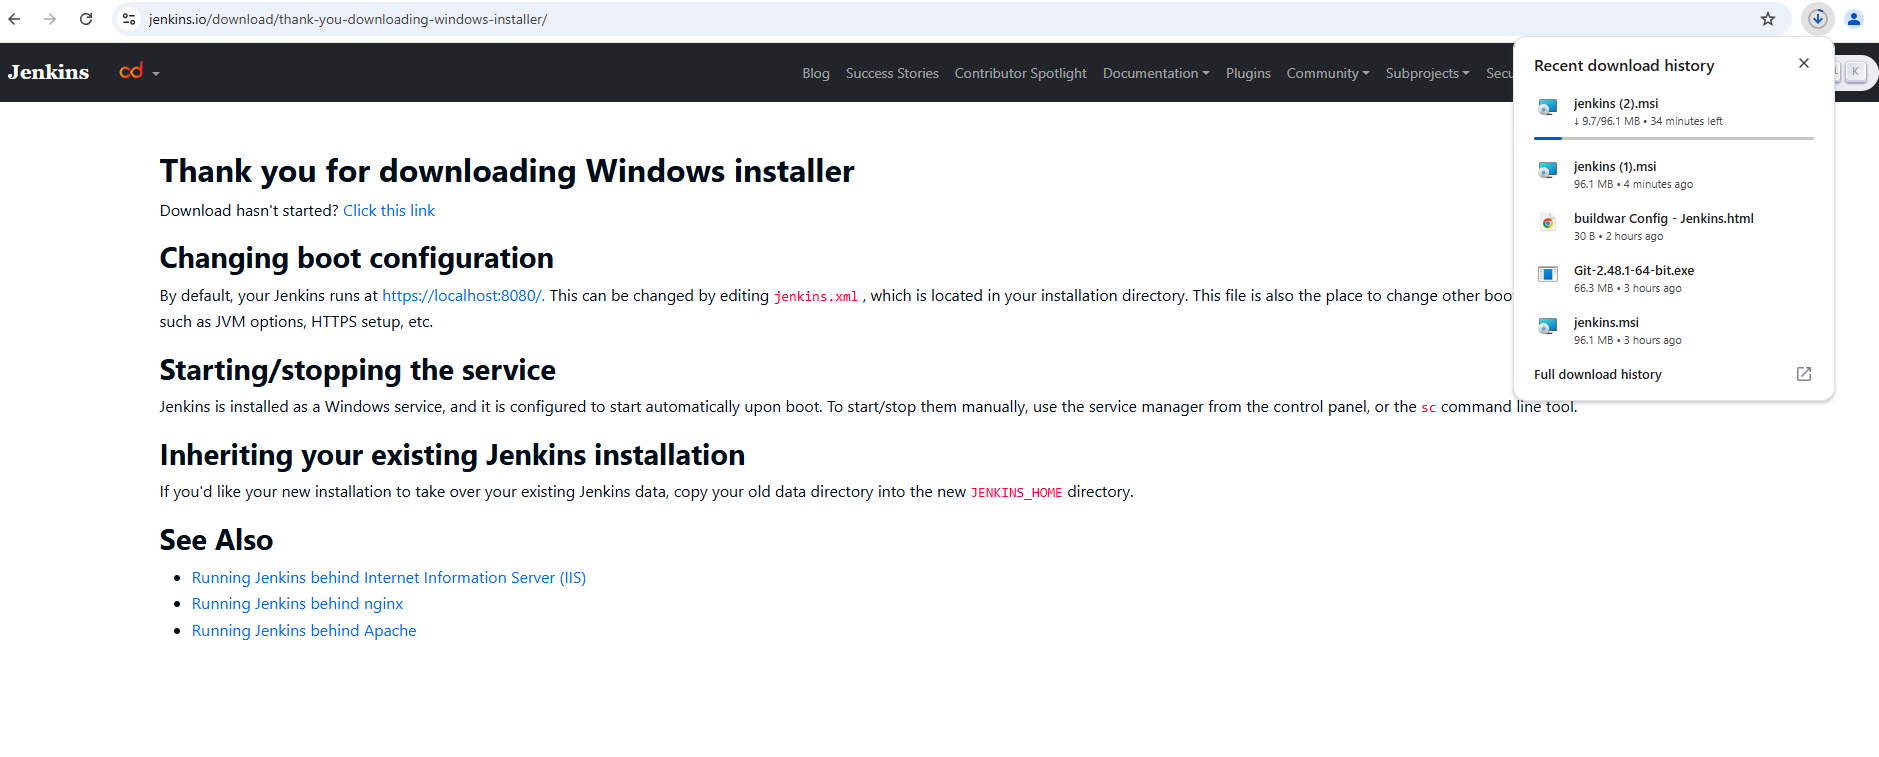 jenkins.io/download/thank-you-downloading-windows-installer/
Jenkins cd Blog Success Stories Contributor Spotlight Documentation Plugins Community Subprojects K
Recent download history
jenkins (2).msi
↓ 9.7/96.1 MB • 34 minutes left
jenkins (1).msi
96.1 MB • 4 minutes ago
buildwar Config - Jenkins.html
30 B • 2 hours ago
Git-2.48.1-64-bit.exe
66.3 MB • 3 hours ago
jenkins.msi
96.1 MB • 3 hours ago
Full download history
Thank you for downloading Windows installer
Download hasn't started? Click this link
Changing boot configuration
By default, your Jenkins runs at https://localhost:8080/. This can be changed by editing jenkins.xml , which is located in your installation directory. This file is also the place to change other
such as JVM options, HTTPS setup, etc.
Starting/stopping the service
Jenkins is installed as a Windows service, and it is configured to start automatically upon boot. To start/stop them manually, use the service manager from the control panel, or the sc command line tool.
Inheriting your existing Jenkins installation
If you'd like your new installation to take over your existing Jenkins data, copy your old data directory into the new JENKINS_HOME directory.
See Also
Running Jenkins behind Internet Information Server (IIS)
Running Jenkins behind nginx
Running Jenkins behind Apache